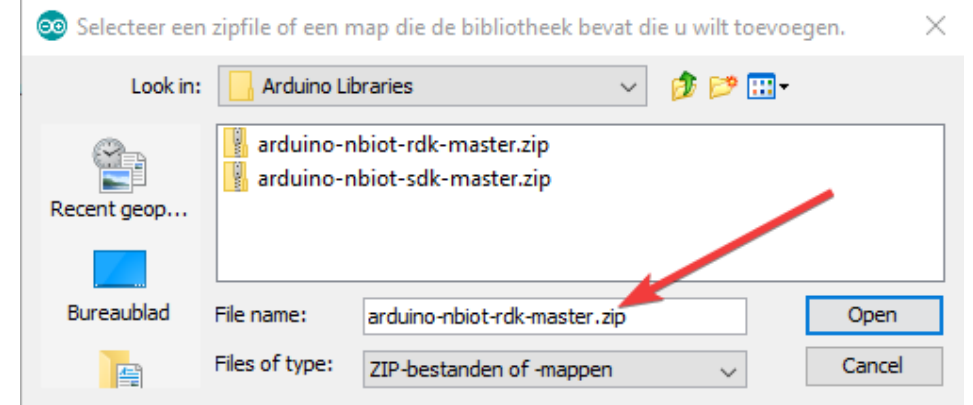 Selecteer een zipfile of een map die de bibliotheek bevat die u wilt toevoegen.
Look in: Arduino Libraries
arduino-nbiot-rdk-master.zip
arduino-nbiot-sdk-master.zip
Recent geop...
Bureaublad
File name: arduino-nbiot-rdk-master.zip Open
Files of type: ZIP-bestanden of -mappen Cancel